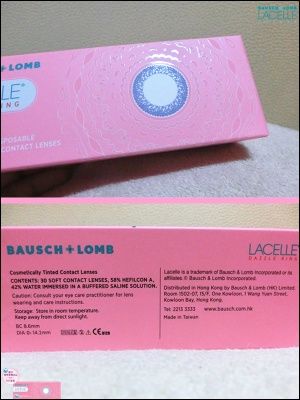 BAUSCH + LOMB
LACELLE
BAUSCH + LOMB
ELLE®
RING
DISPOSABLE
CONTACT LENSES
BAUSCH + LOMB
LACELLE
DAZZLE RING
Cosmetically Tinted Contact Lenses
CONTENTS: 30 SOFT CONTACT LENSES, 58% HEFILCON A,
42% WATER IMMERSED IN A BUFFERED SALINE SOLUTION.
Caution: Consult your eye care practitioner for lens
wearing and care instructions.
Storage: Store in room temperature.
Keep away from direct sunlight.
BC 8.6mm
DIA 0-14.2mm
Lacelle is a trademark of Bausch & Lomb Incorporated or its
affiliates. © Bausch & Lomb Incorporated.
Distributed in Hong Kong by Bausch & Lomb (HK) Limited.
Room 1502-07, 15/F. One Kowloon, 1 Wang Yuen Street,
Kowloon Bay, Hong Kong.
Tel: 2213 3333 www.bausch.com.hk
Made in Taiwan